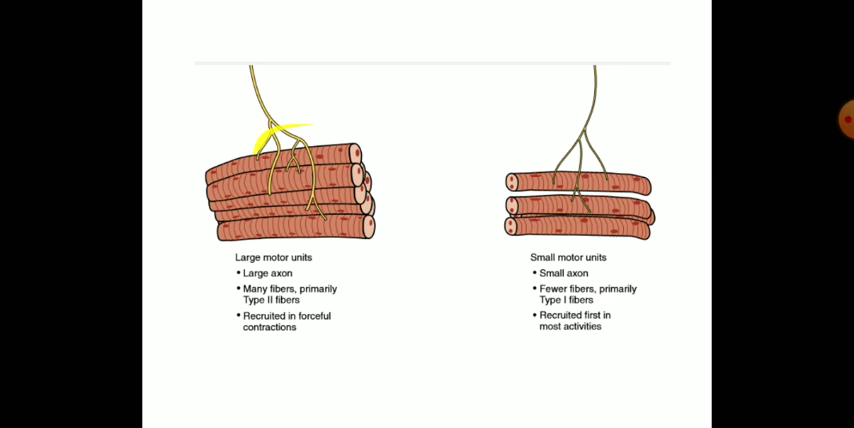 Large motor units
• Large axon
• Many fibers, primarily
Type II fibers
• Recruited in forceful
contractions
Small motor units
• Small axon
• Fewer fibers, primarily
Type I fibers
• Recruited first in
most activities